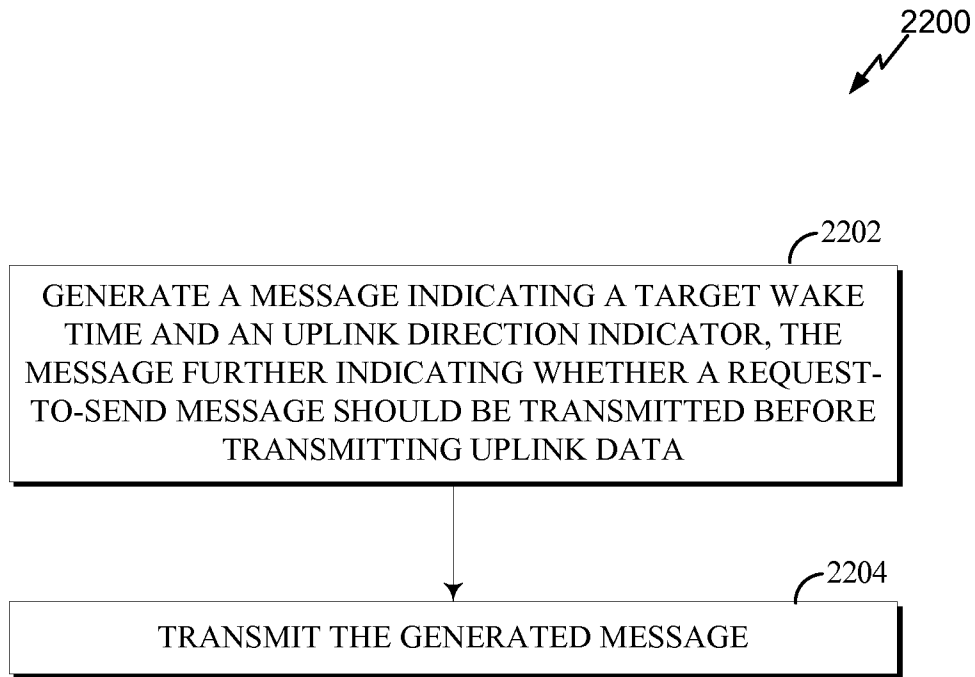 2200
2202
GENERATE A MESSAGE INDICATING A TARGET WAKE
TIME AND AN UPLINK DIRECTION INDICATOR, THE
MESSAGE FURTHER INDICATING WHETHER A REQUEST-
TO-SEND MESSAGE SHOULD BE TRANSMITTED BEFORE
TRANSMITTING UPLINK DATA
2204
TRANSMIT THE GENERATED MESSAGE